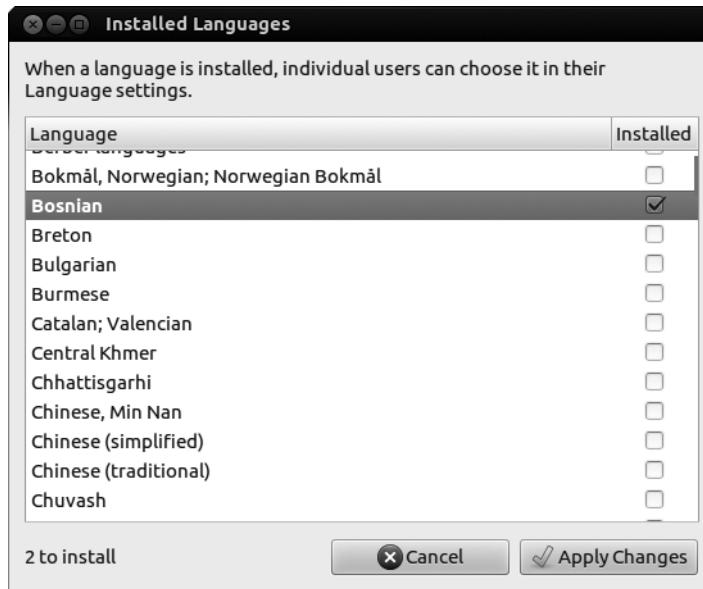 Installed Languages
When a language is installed, individual users can choose it in their
Language settings.
Language Installed
Berber languages
Bokmål, Norwegian; Norwegian Bokmål
Bosnian
Breton
Bulgarian
Burmese
Catalan; Valencian
Central Khmer
Chhattisgarhi
Chinese, Min Nan
Chinese (simplified)
Chinese (traditional)
Chuvash
2 to install Cancel Apply Changes